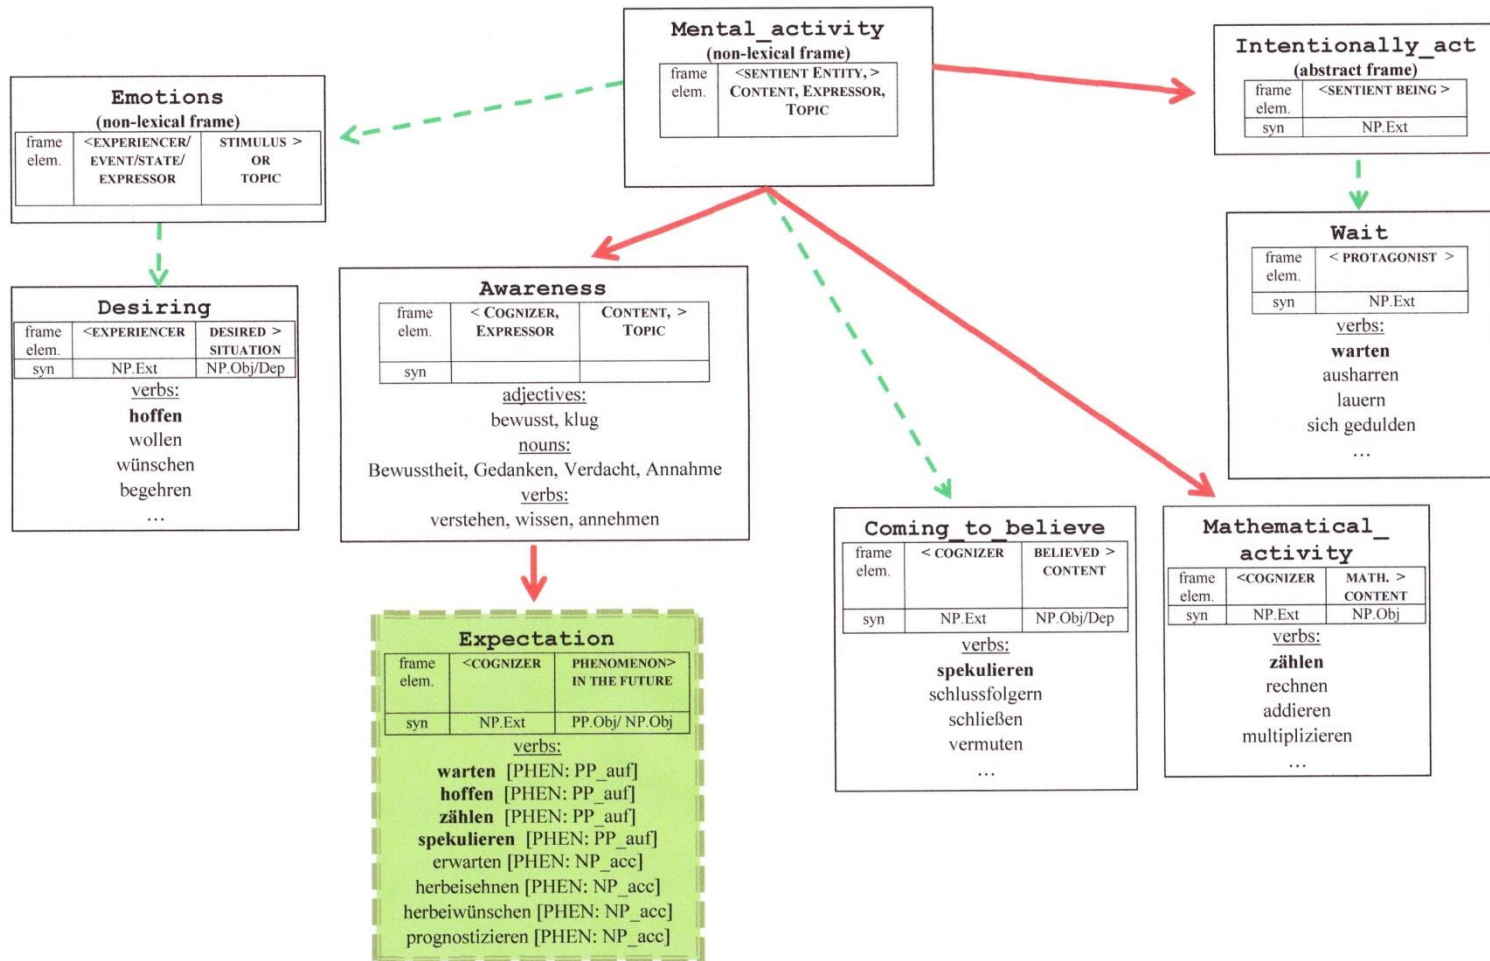 Mental_activity
(non-lexical frame)
frame elem. <SENTIENT ENTITY, >
CONTENT, EXPRESSOR,
TOPIC
Intentionally_act
(abstract frame)
frame elem. <SENTIENT BEING >
syn NP.Ext
Emotions
(non-lexical frame)
frame <EXPERIENCER/ STIMULUS >
elem. EVENT/STATE/ OR
EXPRESSOR TOPIC
Wait
frame elem. < PROTAGONIST >
syn NP.Ext
verbs:
warten
ausharren
lauern
sich gedulden
…
Desiring
frame <EXPERIENCER DESIRED >
elem. SITUATION
syn NP.Ext NP.Obj/Dep
verbs:
hoffen
wollen
wünschen
begehren
…
Awareness
frame < COGNIZER, CONTENT, >
elem. EXPRESSOR TOPIC
syn
adjectives:
bewusst, klug
nouns:
Bewusstheit, Gedanken, Verdacht, Annahme
verbs:
verstehen, wissen, annehmen
Coming_to_believe
frame < COGNIZER BELIEVED >
elem. CONTENT
syn NP.Ext NP.Obj/Dep
verbs:
spekulieren
schlussfolgern
schließen
vermuten
…
Mathematical_
activity
frame <COGNIZER MATH. >
elem. CONTENT
syn NP.Ext NP.Obj
verbs:
zählen
rechnen
addieren
multiplizieren
…
Expectation
frame <COGNIZER PHENOMENON>
elem. IN THE FUTURE
syn NP.Ext PP.Obj/ NP.Obj
verbs:
warten [PHEN: PP_auf]
hoffen [PHEN: PP_auf]
zählen [PHEN: PP_auf]
spekulieren [PHEN: PP_auf]
erwarten [PHEN: NP_acc]
herbeisehnen [PHEN: NP_acc]
herbeiwünschen [PHEN: NP_acc]
prognostizieren [PHEN: NP_acc]